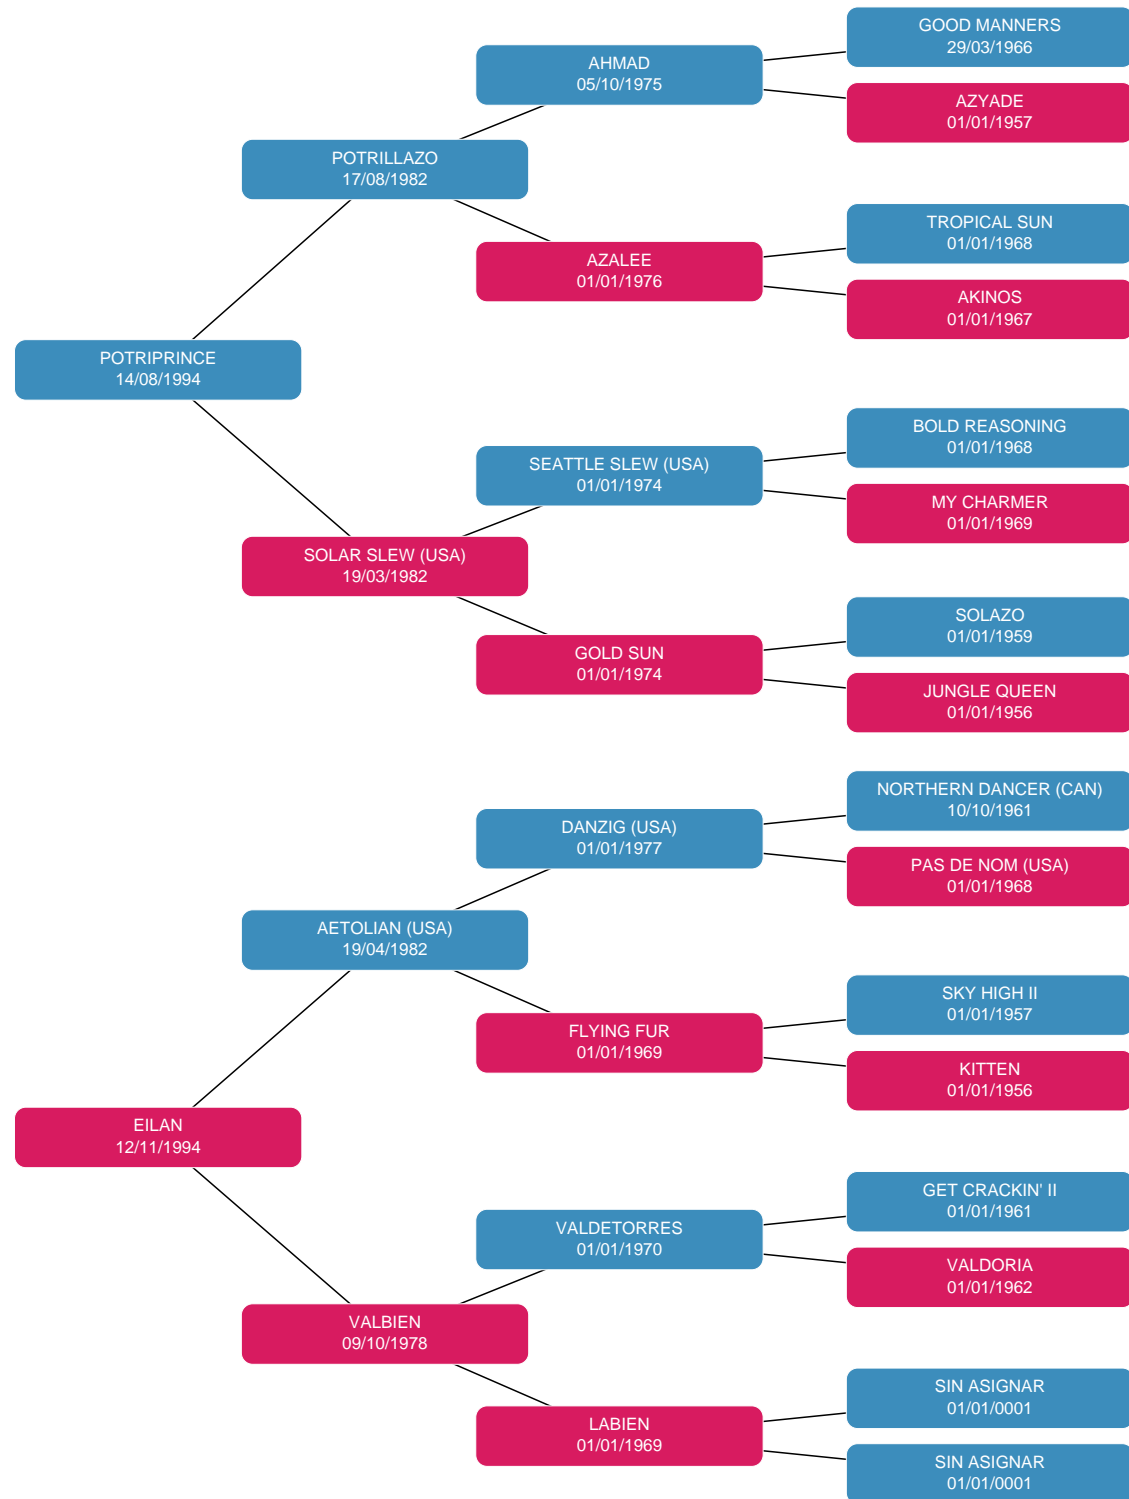 GOOD MANNERS
29/03/1966
AHMAD
05/10/1975
AZYADE
01/01/1957
POTRILLAZO
17/08/1982
TROPICAL SUN
01/01/1968
AZALEE
01/01/1976
AKINOS
01/01/1967
POTRIPRINCE
14/08/1994
BOLD REASONING
01/01/1968
SEATTLE SLEW (USA)
01/01/1974
MY CHARMER
01/01/1969
SOLAR SLEW (USA)
19/03/1982
SOLAZO
01/01/1959
GOLD SUN
01/01/1974
JUNGLE QUEEN
01/01/1956
NORTHERN DANCER (CAN)
10/10/1961
DANZIG (USA)
01/01/1977
PAS DE NOM (USA)
01/01/1968
AETOLIAN (USA)
19/04/1982
SKY HIGH II
01/01/1957
FLYING FUR
01/01/1969
KITTEN
01/01/1956
EILAN
12/11/1994
GET CRACKIN' II
01/01/1961
VALDETORRES
01/01/1970
VALDORIA
01/01/1962
VALBIEN
09/10/1978
SIN ASIGNAR
01/01/0001
LABIEN
01/01/1969
SIN ASIGNAR
01/01/0001